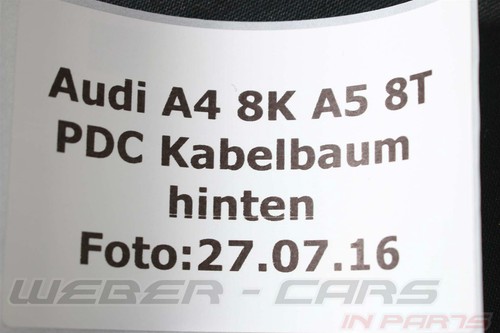 Audi A4 8K A5 8T
PDC Kabelbaum
hinten
Foto:27.07.16
WEBER - CARS
IN PARTS